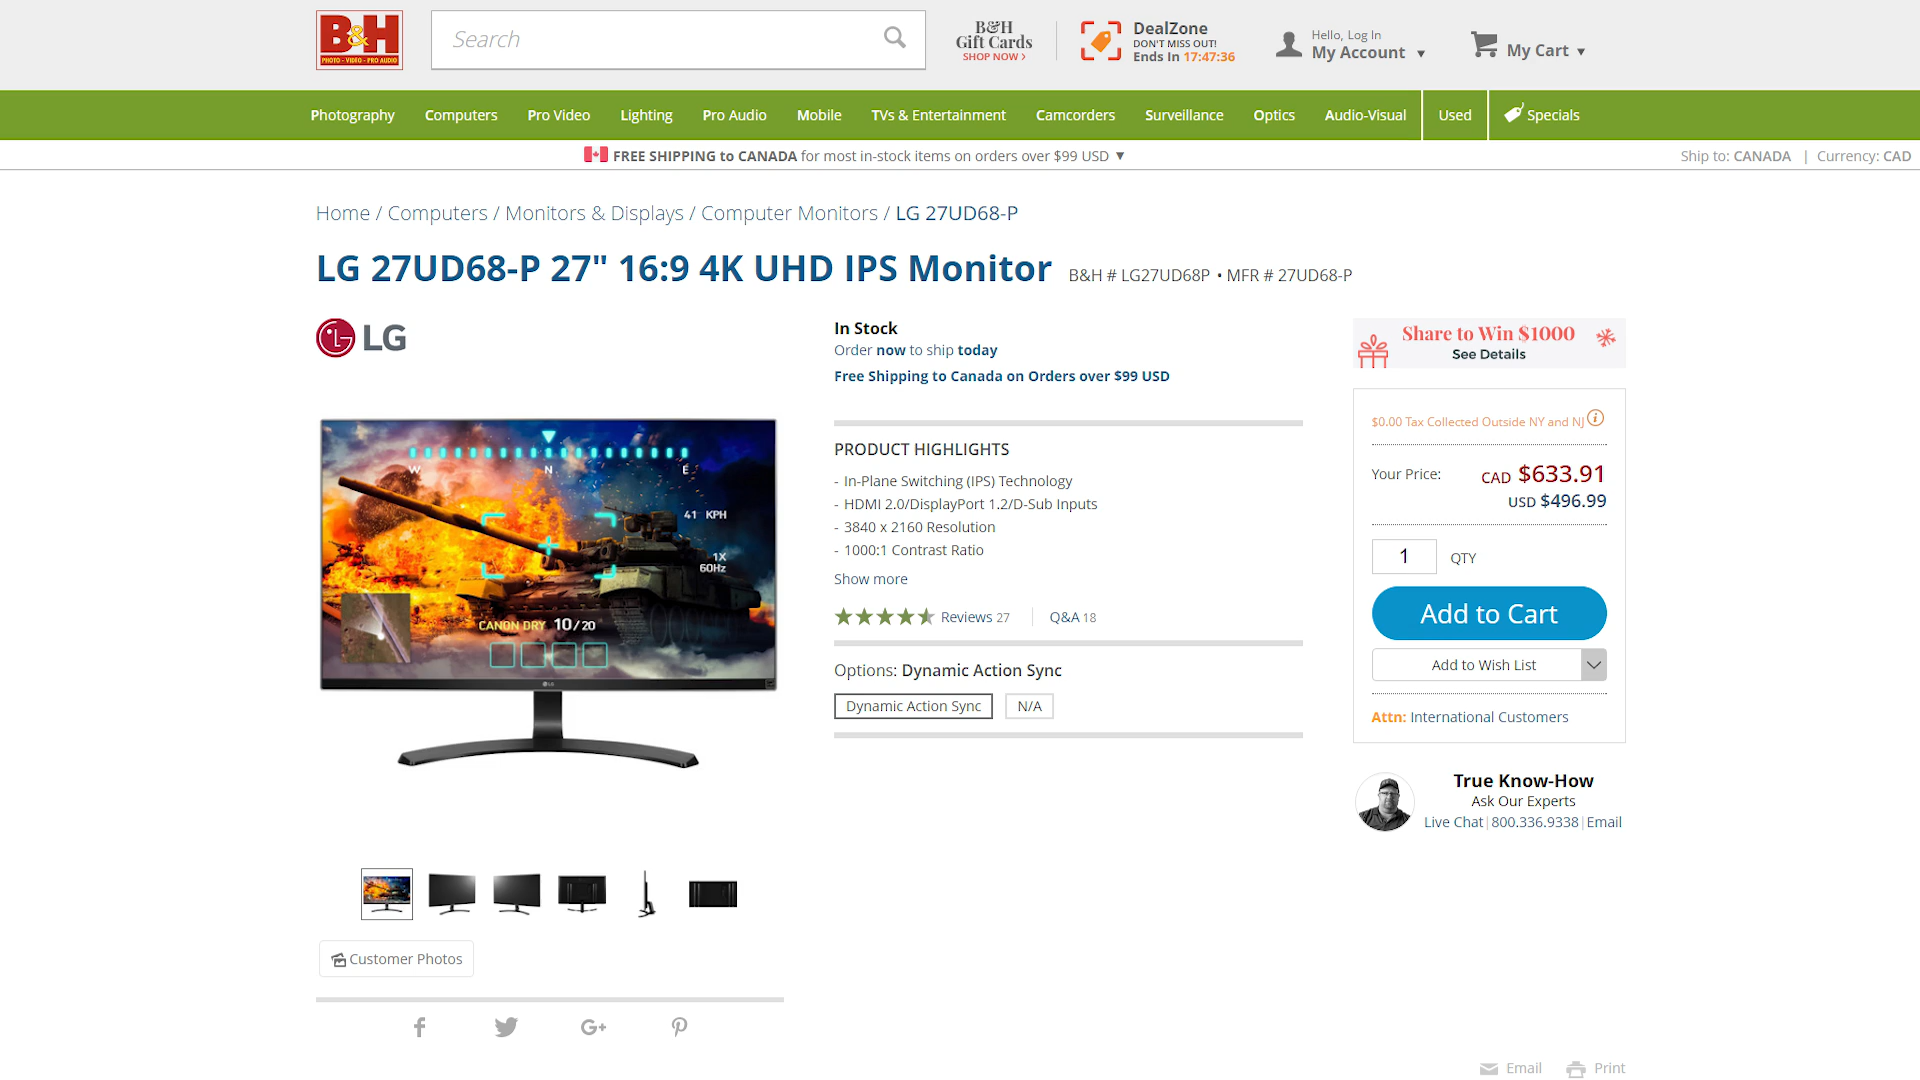 B&H
PHOTO - VIDEO - PRO AUDIO
Search
B&H
Gift Cards
SHOP NOW >
DealZone
DON'T MISS OUT!
Ends In 17:47:36
Hello, Log In
My Account ▼
My Cart ▼
Photography Computers Pro Video Lighting Pro Audio Mobile TVs & Entertainment Camcorders Surveillance Optics Audio-Visual Used Specials
FREE SHIPPING to CANADA for most in-stock items on orders over $99 USD ▼
Ship to: CANADA | Currency: CAD
Home / Computers / Monitors & Displays / Computer Monitors / LG 27UD68-P
LG 27UD68-P 27" 16:9 4K UHD IPS Monitor B&H # LG27UD68P • MFR # 27UD68-P
LG
W N E
41 KPH
1X
60Hz
CANON DRY 10/20
LG
In Stock
Order now to ship today
Free Shipping to Canada on Orders over $99 USD
PRODUCT HIGHLIGHTS
- In-Plane Switching (IPS) Technology
- HDMI 2.0/DisplayPort 1.2/D-Sub Inputs
- 3840 x 2160 Resolution
- 1000:1 Contrast Ratio
Show more
Reviews 27 | Q&A 18
Options: Dynamic Action Sync
Dynamic Action Sync N/A
Share to Win $1000
See Details
$0.00 Tax Collected Outside NY and NJ
Your Price: CAD $633.91
USD $496.99
1 QTY
Add to Cart
Add to Wish List
Attn: International Customers
True Know-How
Ask Our Experts
Live Chat | 800.336.9338 | Email
Customer Photos
Email Print